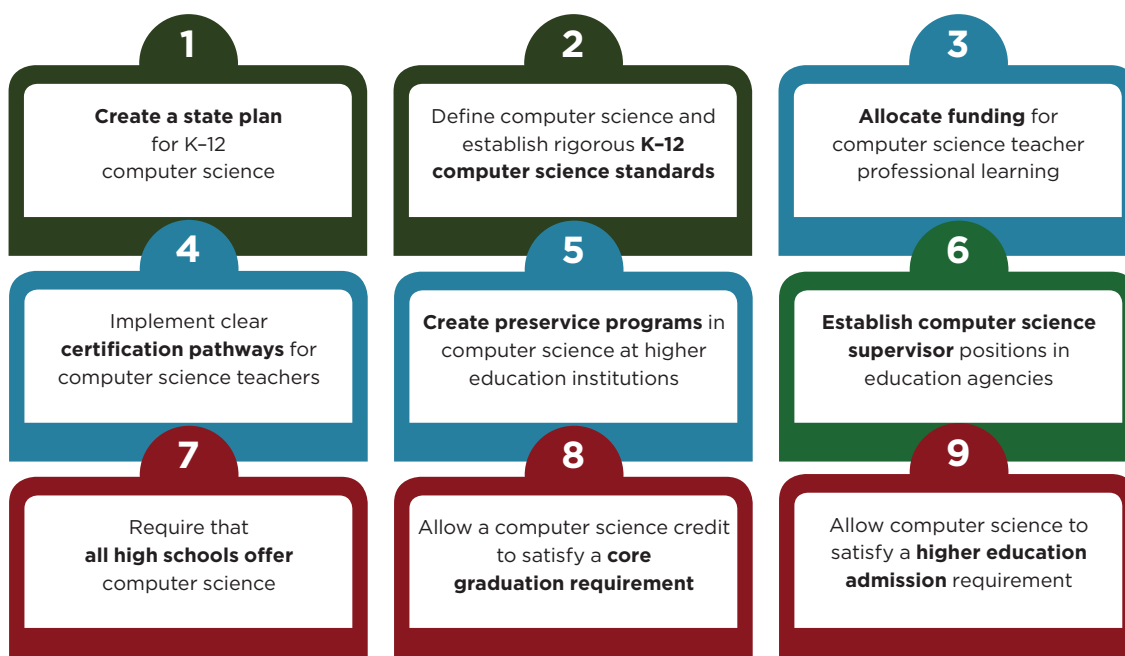 1
Create a state plan
for K–12
computer science
2
Define computer science and
establish rigorous K–12
computer science standards
3
Allocate funding for
computer science teacher
professional learning
4
Implement clear
certification pathways for
computer science teachers
5
Create preservice programs in
computer science at higher
education institutions
6
Establish computer science
supervisor positions in
education agencies
7
Require that
all high schools offer
computer science
8
Allow a computer science credit
to satisfy a core
graduation requirement
9
Allow computer science to
satisfy a higher education
admission requirement